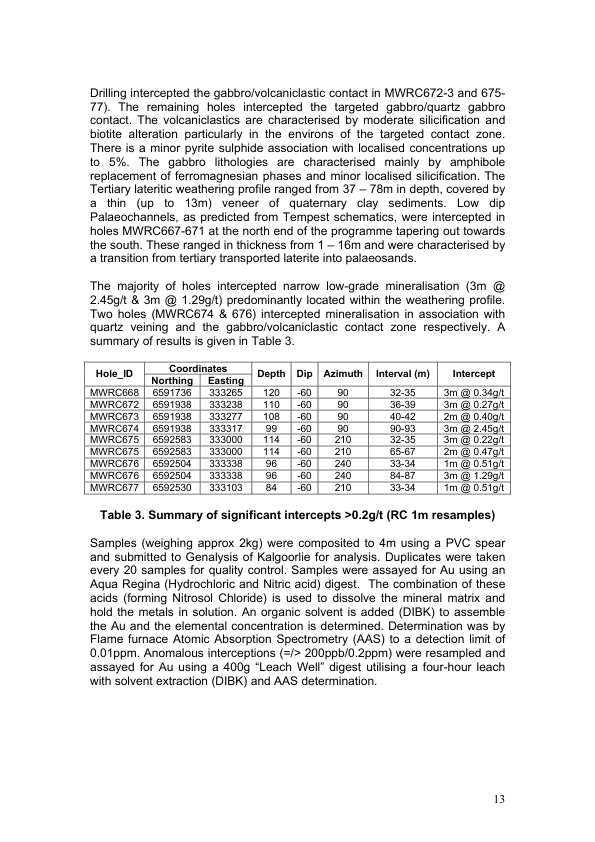 Drilling intercepted the gabbro/volcaniclastic contact in MWRC672-3 and 675-
77). The remaining holes intercepted the targeted gabbro/quartz gabbro
contact. The volcaniclastics are characterised by moderate silicification and
biotite alteration particularly in the environs of the targeted contact zone.
There is a minor pyrite sulphide association with localised concentrations up
to 5%. The gabbro lithologies are characterised mainly by amphibole
replacement of ferromagnesian phases and minor localised silicification. The
Tertiary lateritic weathering profile ranged from 37 – 78m in depth, covered by
a thin (up to 13m) veneer of quaternary clay sediments. Low dip
Palaeochannels, as predicted from Tempest schematics, were intercepted in
holes MWRC667-671 at the north end of the programme tapering out towards
the south. These ranged in thickness from 1 – 16m and were characterised by
a transition from tertiary transported laterite into palaeosands.
The majority of holes intercepted narrow low-grade mineralisation (3m @
2.45g/t & 3m @ 1.29g/t) predominantly located within the weathering profile.
Two holes (MWRC674 & 676) intercepted mineralisation in association with
quartz veining and the gabbro/volcaniclastic contact zone respectively. A
summary of results is given in Table 3.
Hole_ID Coordinates Depth Dip Azimuth Interval (m) Intercept
Northing Easting
MWRC668 6591736 333265 120 -60 90 32-35 3m @ 0.34g/t
MWRC672 6591938 333238 110 -60 90 36-39 3m @ 0.27g/t
MWRC673 6591938 333277 108 -60 90 40-42 2m @ 0.40g/t
MWRC674 6591938 333317 99 -60 90 90-93 3m @ 2.45g/t
MWRC675 6592583 333000 114 -60 210 32-35 3m @ 0.22g/t
MWRC675 6592583 333000 114 -60 210 65-67 2m @ 0.47g/t
MWRC676 6592504 333338 96 -60 240 33-34 1m @ 0.51g/t
MWRC676 6592504 333338 96 -60 240 84-87 3m @ 1.29g/t
MWRC677 6592530 333103 84 -60 210 33-34 1m @ 0.51g/t
Table 3. Summary of significant intercepts >0.2g/t (RC 1m resamples)
Samples (weighing approx 2kg) were composited to 4m using a PVC spear
and submitted to Genalysis of Kalgoorlie for analysis. Duplicates were taken
every 20 samples for quality control. Samples were assayed for Au using an
Aqua Regina (Hydrochloric and Nitric acid) digest. The combination of these
acids (forming Nitrosol Chloride) is used to dissolve the mineral matrix and
hold the metals in solution. An organic solvent is added (DIBK) to assemble
the Au and the elemental concentration is determined. Determination was by
Flame furnace Atomic Absorption Spectrometry (AAS) to a detection limit of
0.01ppm. Anomalous interceptions (=/> 200ppb/0.2ppm) were resampled and
assayed for Au using a 400g “Leach Well” digest utilising a four-hour leach
with solvent extraction (DIBK) and AAS determination.
13